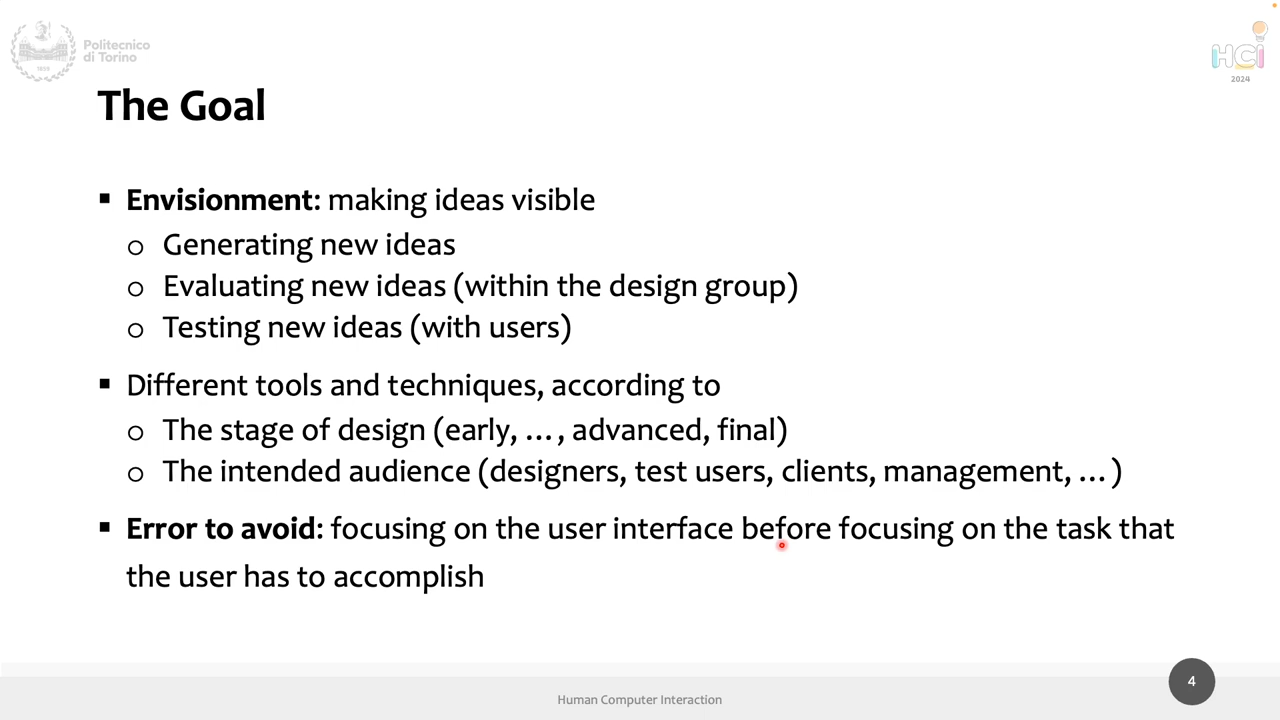 Politecnico
di Torino
1859
HCI
2024
The Goal
▪ Envisionment: making ideas visible
o Generating new ideas
o Evaluating new ideas (within the design group)
o Testing new ideas (with users)
▪ Different tools and techniques, according to
o The stage of design (early, …, advanced, final)
o The intended audience (designers, test users, clients, management, …)
▪ Error to avoid: focusing on the user interface before focusing on the task that
the user has to accomplish
Human Computer Interaction
4